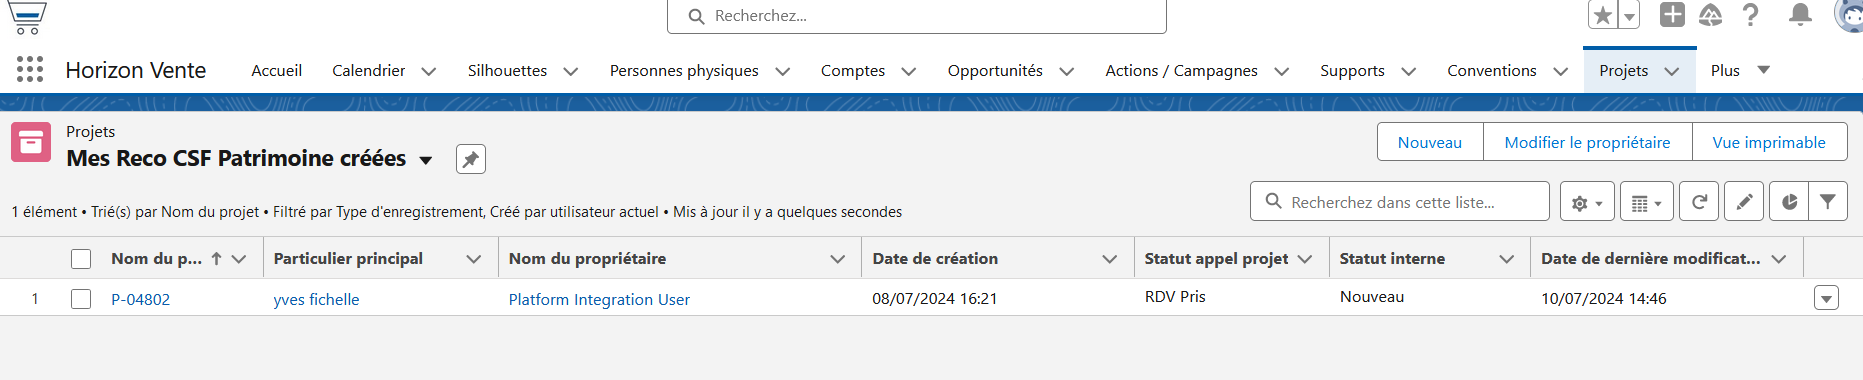 Recherchez...
Horizon Vente Accueil Calendrier Silhouettes Personnes physiques Comptes Opportunités Actions / Campagnes Supports Conventions Projets Plus
Projets
Mes Reco CSF Patrimoine créées
Nouveau Modifier le propriétaire Vue imprimable
1 élément • Trié(s) par Nom du projet • Filtré par Type d'enregistrement, Créé par utilisateur actuel • Mis à jour il y a quelques secondes
Recherchez dans cette liste...
Nom du p... Particulier principal Nom du propriétaire Date de création Statut appel projet Statut interne Date de dernière modificat...
1 P-04802 yves fichelle Platform Integration User 08/07/2024 16:21 RDV Pris Nouveau 10/07/2024 14:46